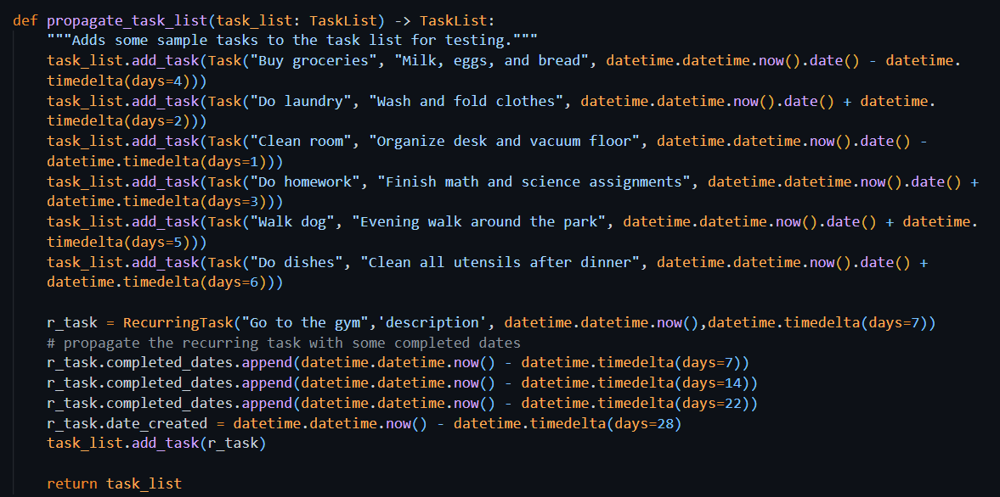 def propagate_task_list(task_list: TaskList) -> TaskList:
    """Adds some sample tasks to the task list for testing."""
    task_list.add_task(Task("Buy groceries", "Milk, eggs, and bread", datetime.datetime.now().date() - datetime.
    timedelta(days=4)))
    task_list.add_task(Task("Do laundry", "Wash and fold clothes", datetime.datetime.now().date() + datetime.
    timedelta(days=2)))
    task_list.add_task(Task("Clean room", "Organize desk and vacuum floor", datetime.datetime.now().date() -
    datetime.timedelta(days=1)))
    task_list.add_task(Task("Do homework", "Finish math and science assignments", datetime.datetime.now().date() +
    datetime.timedelta(days=3)))
    task_list.add_task(Task("Walk dog", "Evening walk around the park", datetime.datetime.now().date() + datetime.
    timedelta(days=5)))
    task_list.add_task(Task("Do dishes", "Clean all utensils after dinner", datetime.datetime.now().date() +
    datetime.timedelta(days=6)))

    r_task = RecurringTask("Go to the gym",'description', datetime.datetime.now(),datetime.timedelta(days=7))
    # propagate the recurring task with some completed dates
    r_task.completed_dates.append(datetime.datetime.now() - datetime.timedelta(days=7))
    r_task.completed_dates.append(datetime.datetime.now() - datetime.timedelta(days=14))
    r_task.completed_dates.append(datetime.datetime.now() - datetime.timedelta(days=22))
    r_task.date_created = datetime.datetime.now() - datetime.timedelta(days=28)
    task_list.add_task(r_task)

    return task_list